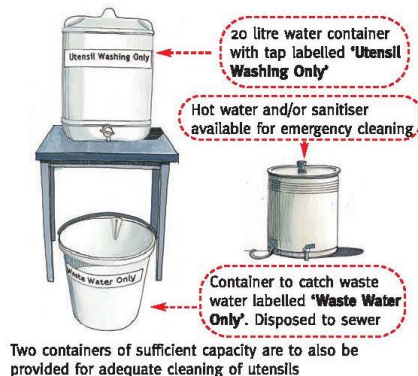 20 litre water container
with tap labelled ‘Utensil
Washing Only’
Utensil Washing Only
Hot water and/or sanitiser
available for emergency cleaning
Waste Water Only
Container to catch waste
water labelled ‘Waste Water
Only’. Disposed to sewer
Two containers of sufficient capacity are to also be
provided for adequate cleaning of utensils